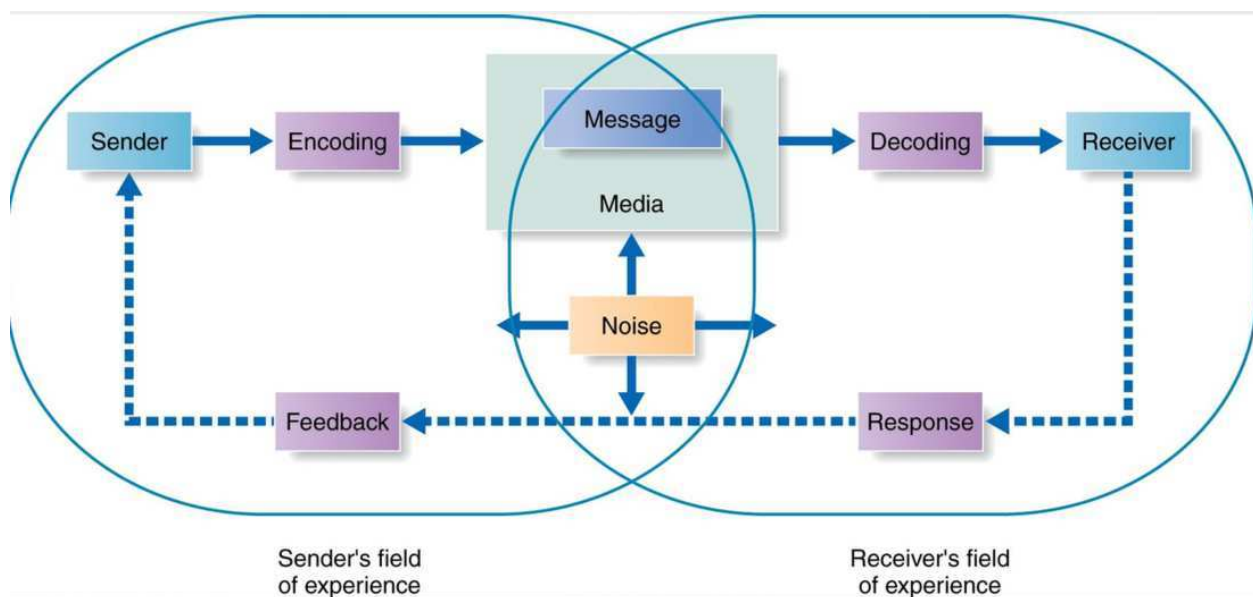 Sender
Encoding
Message
Media
Decoding
Receiver
Noise
Feedback
Response
Sender's field
of experience
Receiver's field
of experience